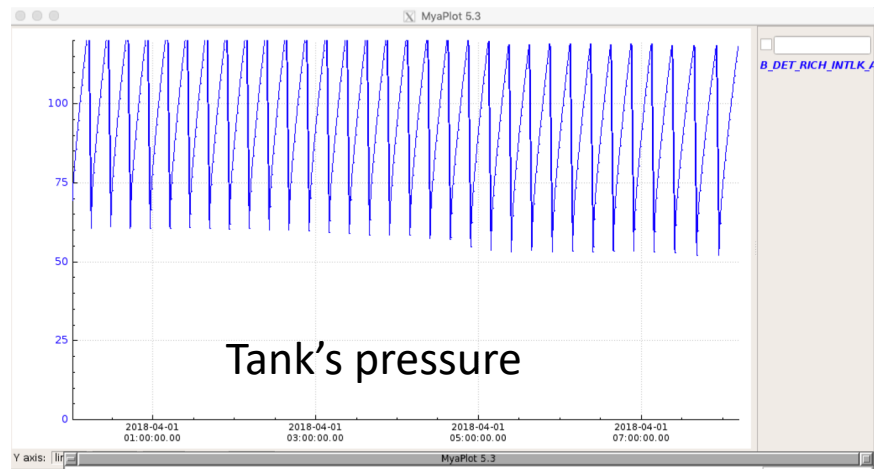 MyaPlot 5.3
B_DET_RICH_INTLK_A
100
75
50
25
0
Tank's pressure
2018-04-01 2018-04-01 2018-04-01 2018-04-01
01:00:00.00 03:00:00.00 05:00:00.00 07:00:00.00
Y axis:
MyaPlot 5.3